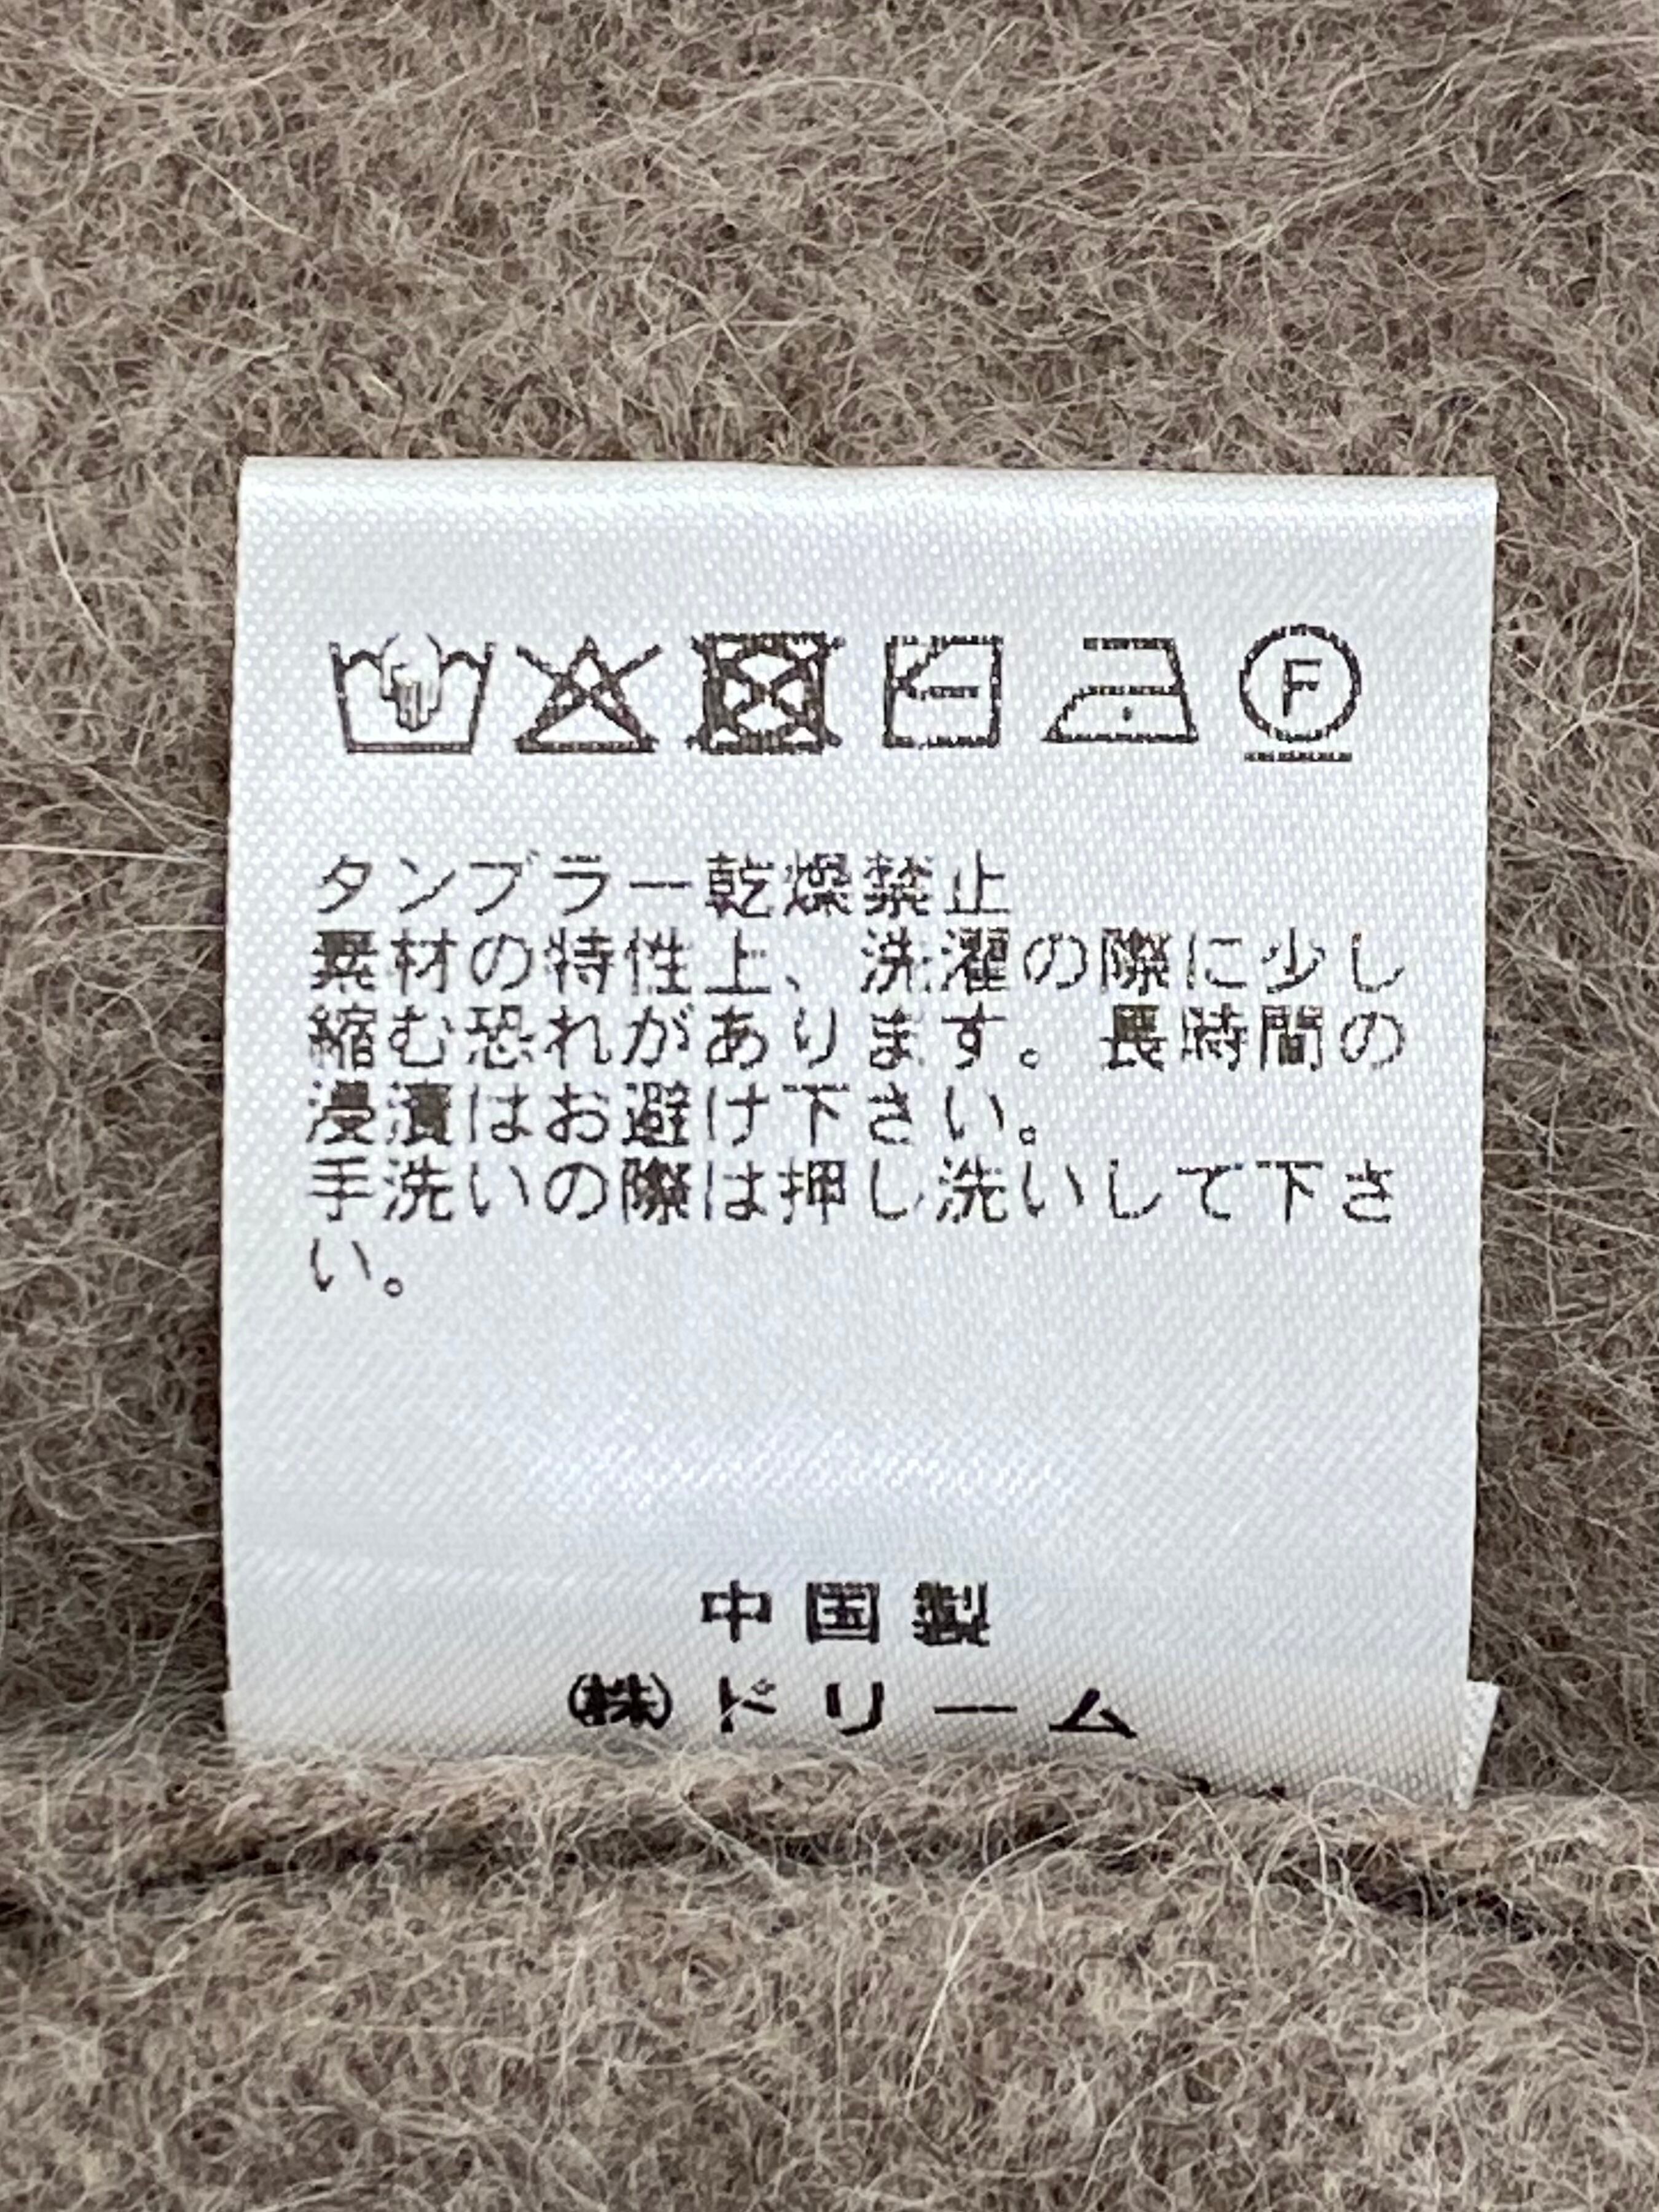 F
タンブラー乾燥禁止
素材の特性上、洗濯の際に少し
縮む恐れがあります。長時間の
浸漬はお避け下さい。
手洗いの際は押し洗いして下さ
い。
中国製
㈱ドリーム